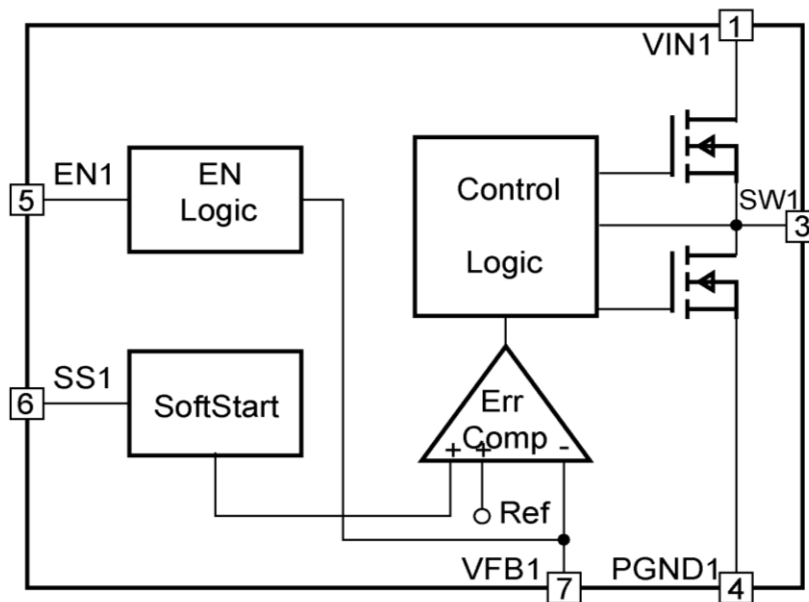 1
VIN1
EN1
5
EN
Logic
Control
Logic
SW1
3
SS1
6
SoftStart
Err
Comp
+ + -
Ref
VFB1
7
PGND1
4